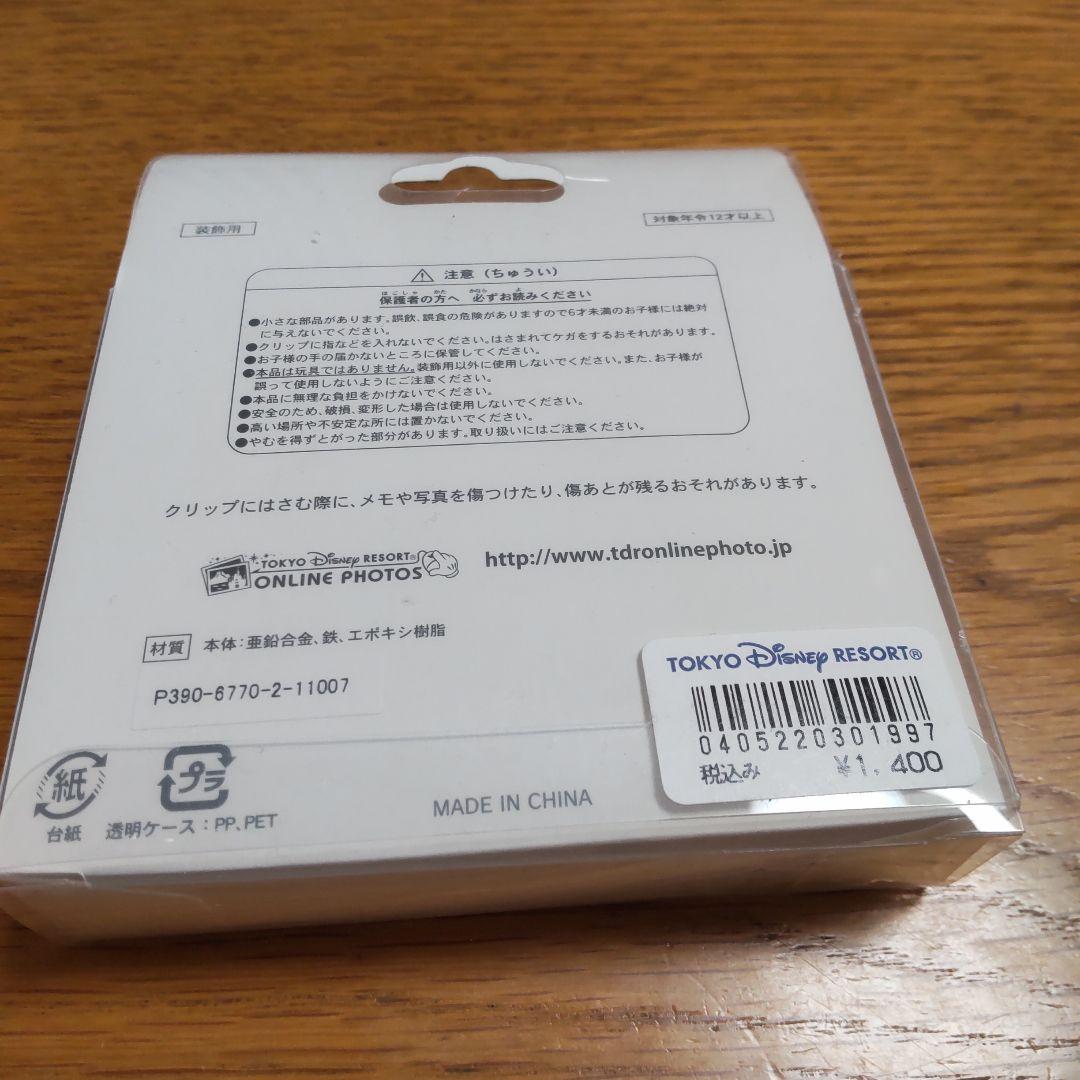 装飾用
対象年令12才以上
⚠ 注意（ちゅうい）
ほごしゃ かた かなら よ
保護者の方へ 必ずお読みください
●小さな部品があります。誤飲、誤食の危険がありますので6才未満のお子様には絶対
に与えないでください。
●クリップに指などを入れないでください。はさまれてケガをするおそれがあります。
●お子様の手の届かないところに保管してください。
●本品は玩具ではありません。装飾用以外に使用しないでください。また、お子様が
誤って使用しないようにご注意ください。
●本品に無理な負担をかけないでください。
●安全のため、破損、変形した場合は使用しないでください。
●高い場所や不安定な所には置かないでください。
●やむを得ずとがった部分があります。取り扱いにはご注意ください。
クリップにはさむ際に、メモや写真を傷つけたり、傷あとが残るおそれがあります。
TOKYO Disney RESORT®
ONLINE PHOTOS
http://www.tdronlinephoto.jp
材質 本体：亜鉛合金、鉄、エポキシ樹脂
P390-6770-2-11007
TOKYO Disney RESORT®
0405220301997
税込み ¥1,400
紙
台紙
プラ
透明ケース：PP、PET
MADE IN CHINA